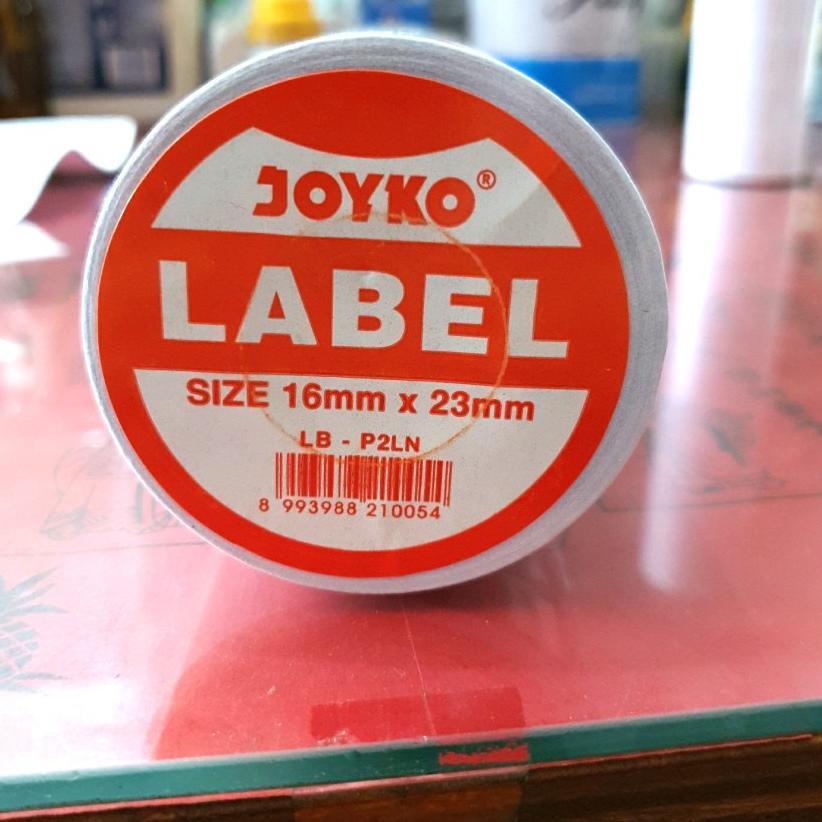 JOYKO®
LABEL
SIZE 16mm x 23mm
LB - P2LN
8 993988 210054